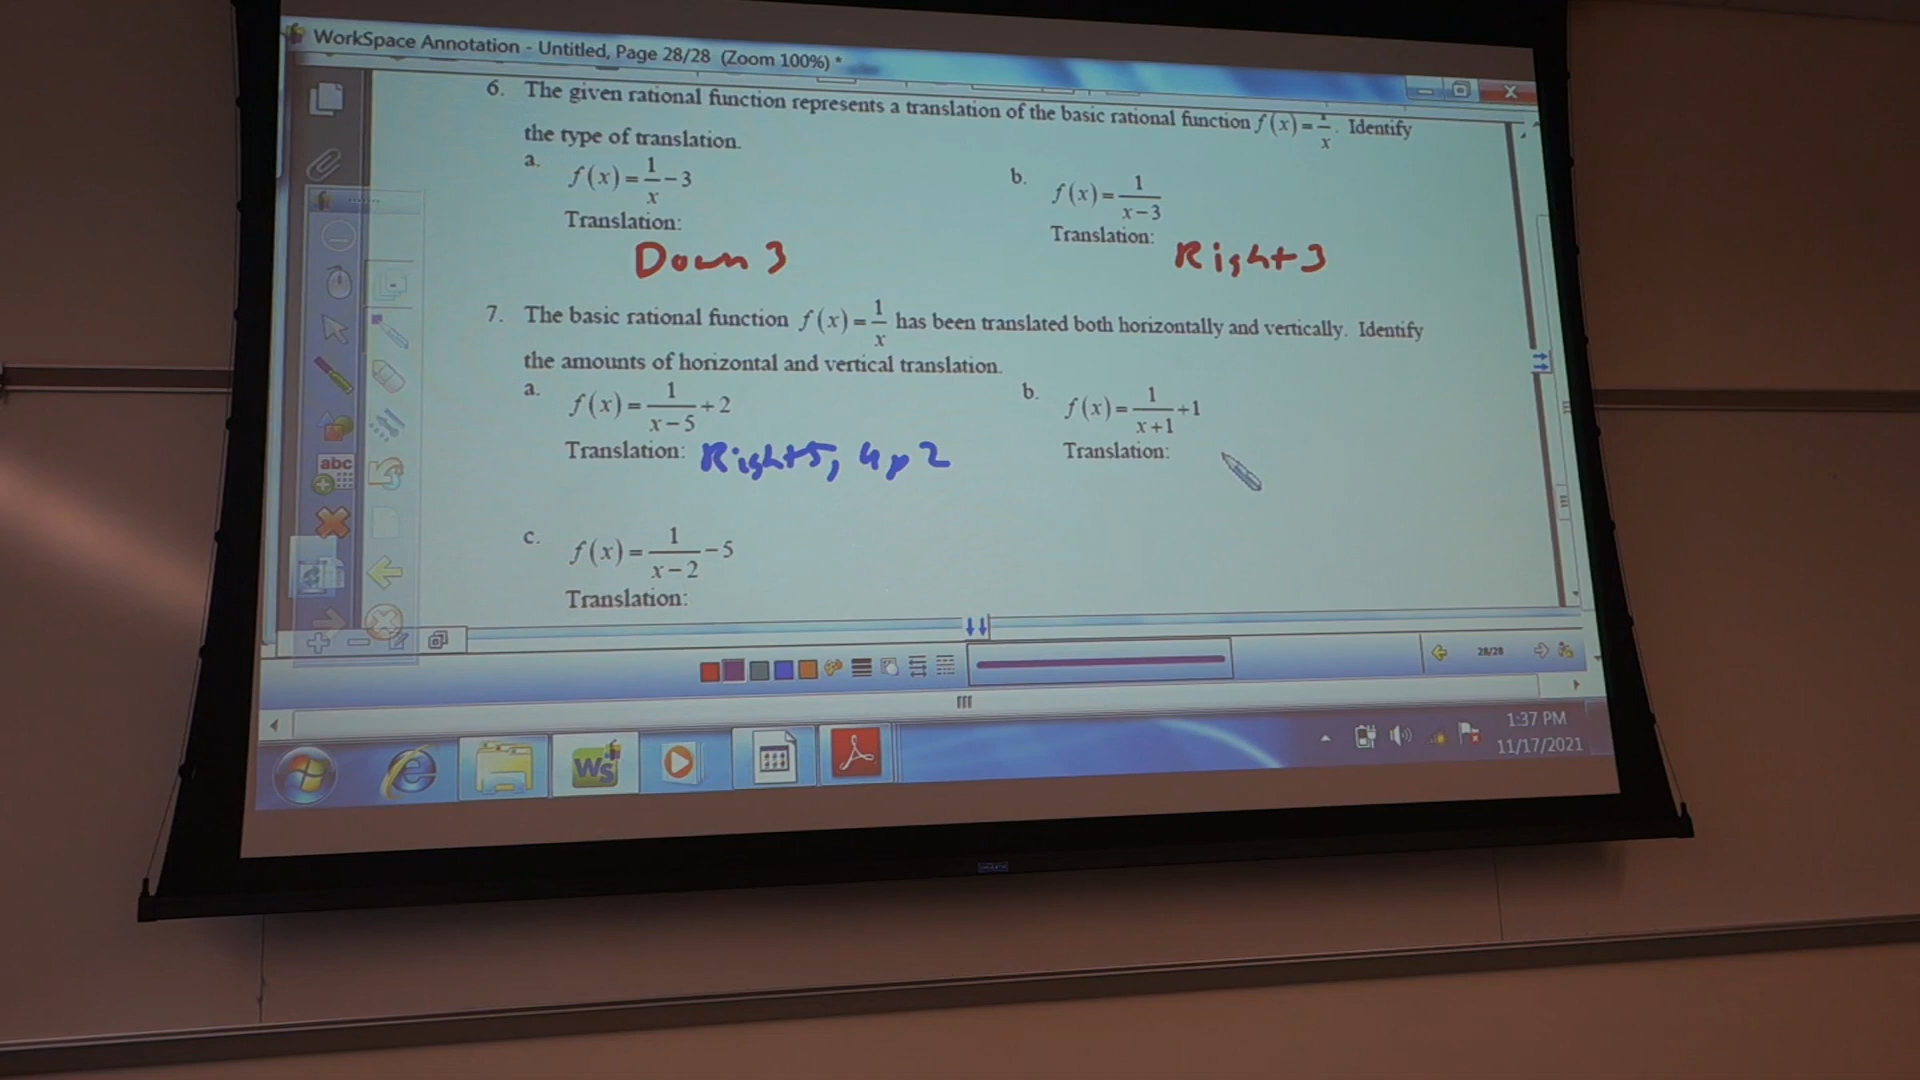 WorkSpace Annotation - Untitled, Page 28/28 (Zoom 100%) *
6. The given rational function represents a translation of the basic rational function f(x) = 1/x. Identify
the type of translation.
a. f(x) = 1/x - 3
Translation:
Down 3
b. f(x) = 1/(x-3)
Translation:
Right 3
7. The basic rational function f(x) = 1/x has been translated both horizontally and vertically. Identify
the amounts of horizontal and vertical translation.
a. f(x) = 1/(x-5) + 2
Translation: Right 5, up 2
b. f(x) = 1/(x+1) + 1
Translation:
c. f(x) = 1/(x-2) - 5
Translation:
abc
28/28
WS
1:37 PM
11/17/2021